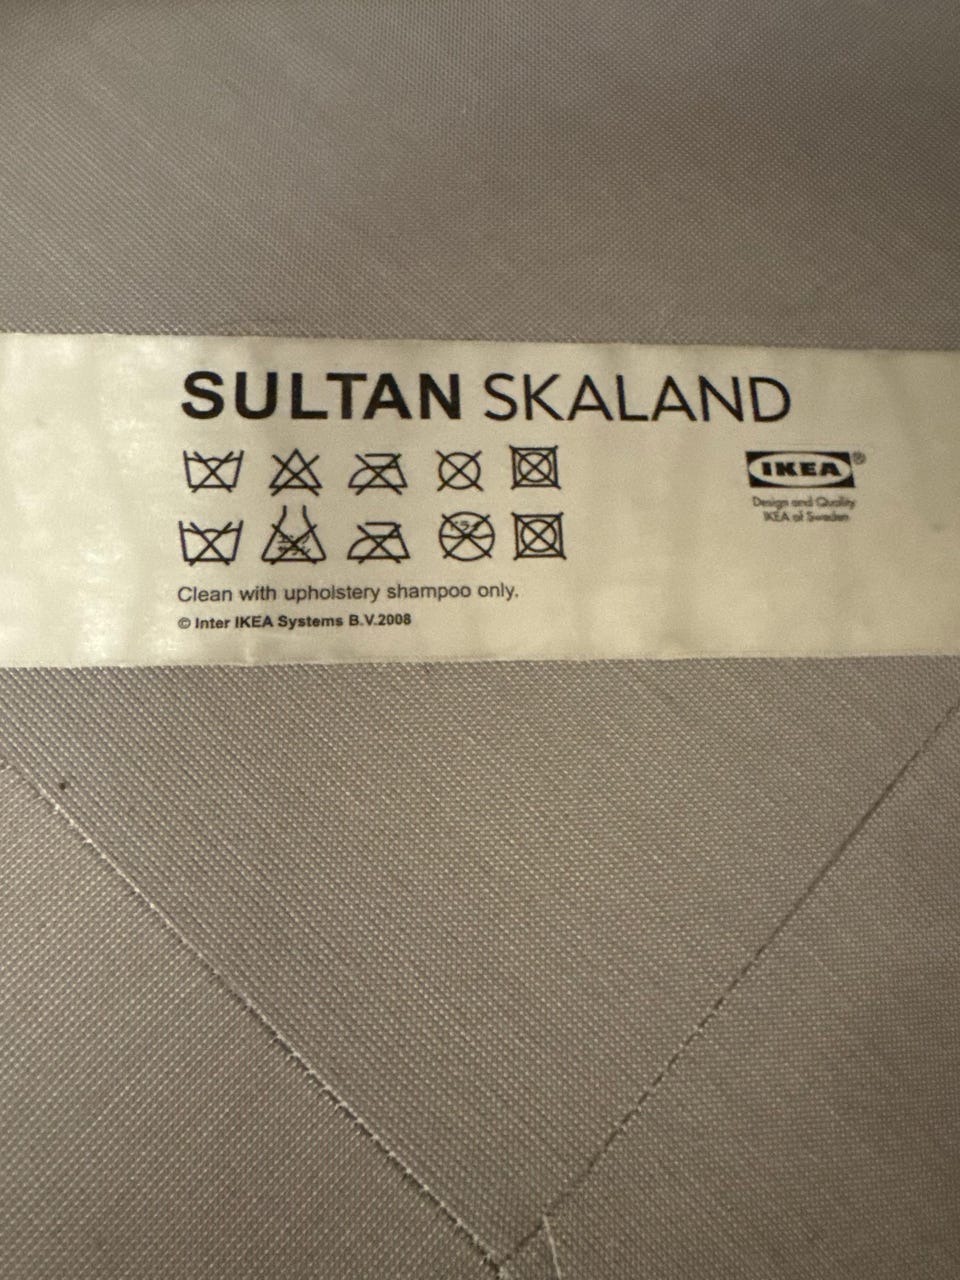 SULTAN SKALAND
IKEA®
Design and Quality
IKEA of Sweden
Clean with upholstery shampoo only.
© Inter IKEA Systems B.V.2008